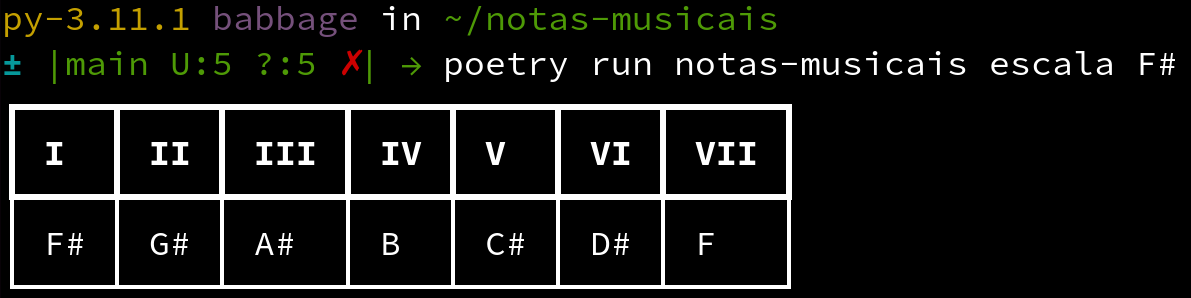 py-3.11.1 babbage in ~/notas-musicais
± |main U:5 ?:5 ✗| → poetry run notas-musicais escala F#
I II III IV V VI VII
F# G# A# B C# D# F